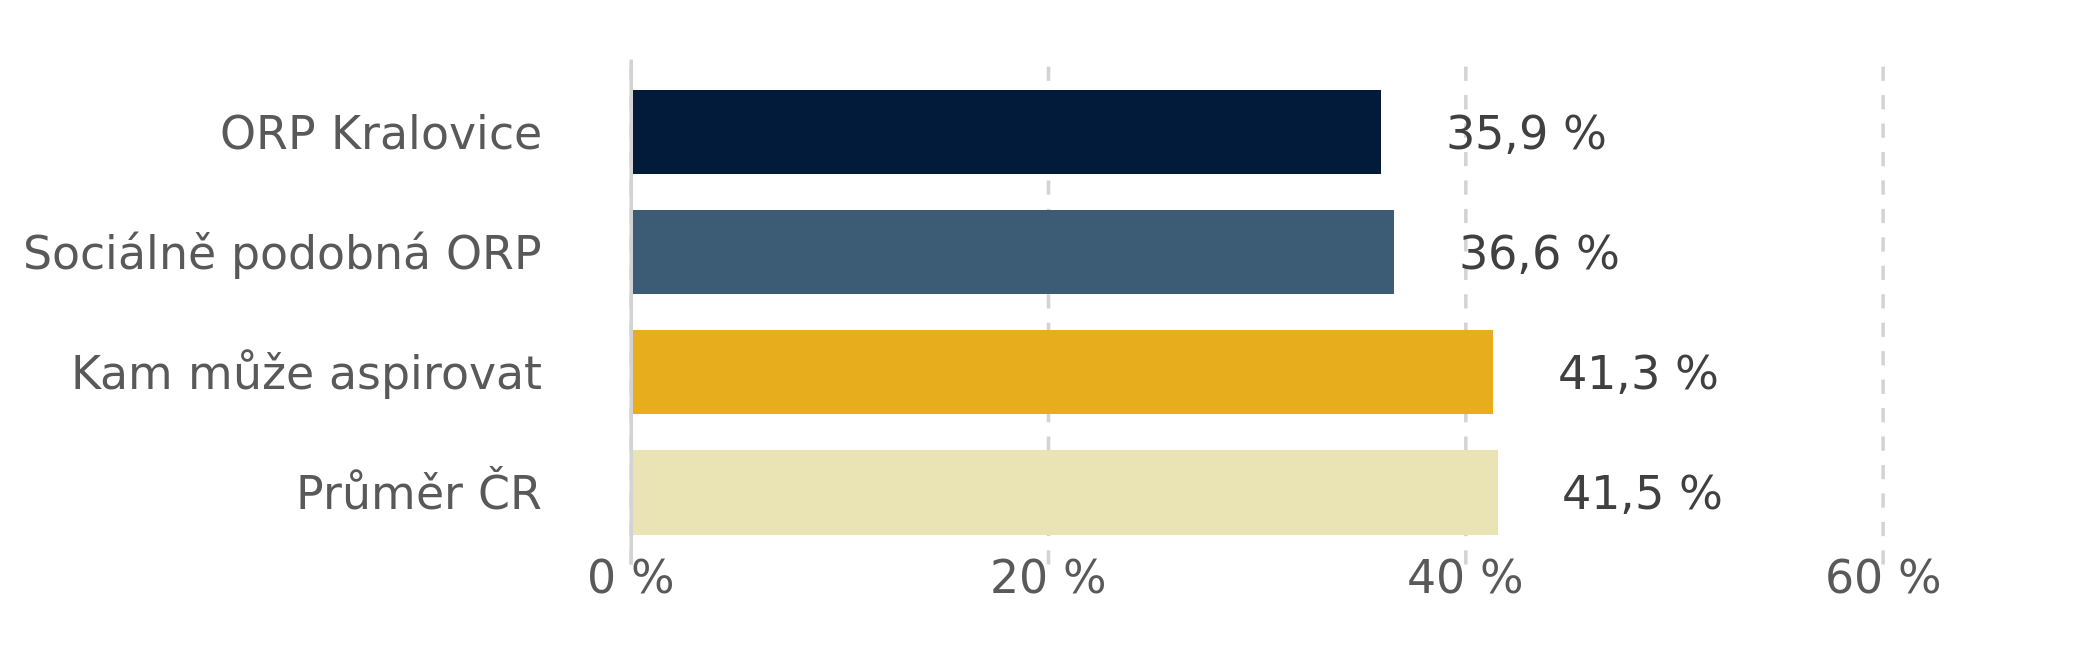 ORP Kralovice 35,9 %
Sociálně podobná ORP 36,6 %
Kam může aspirovat 41,3 %
Průměr ČR 41,5 %
0 % 20 % 40 % 60 %